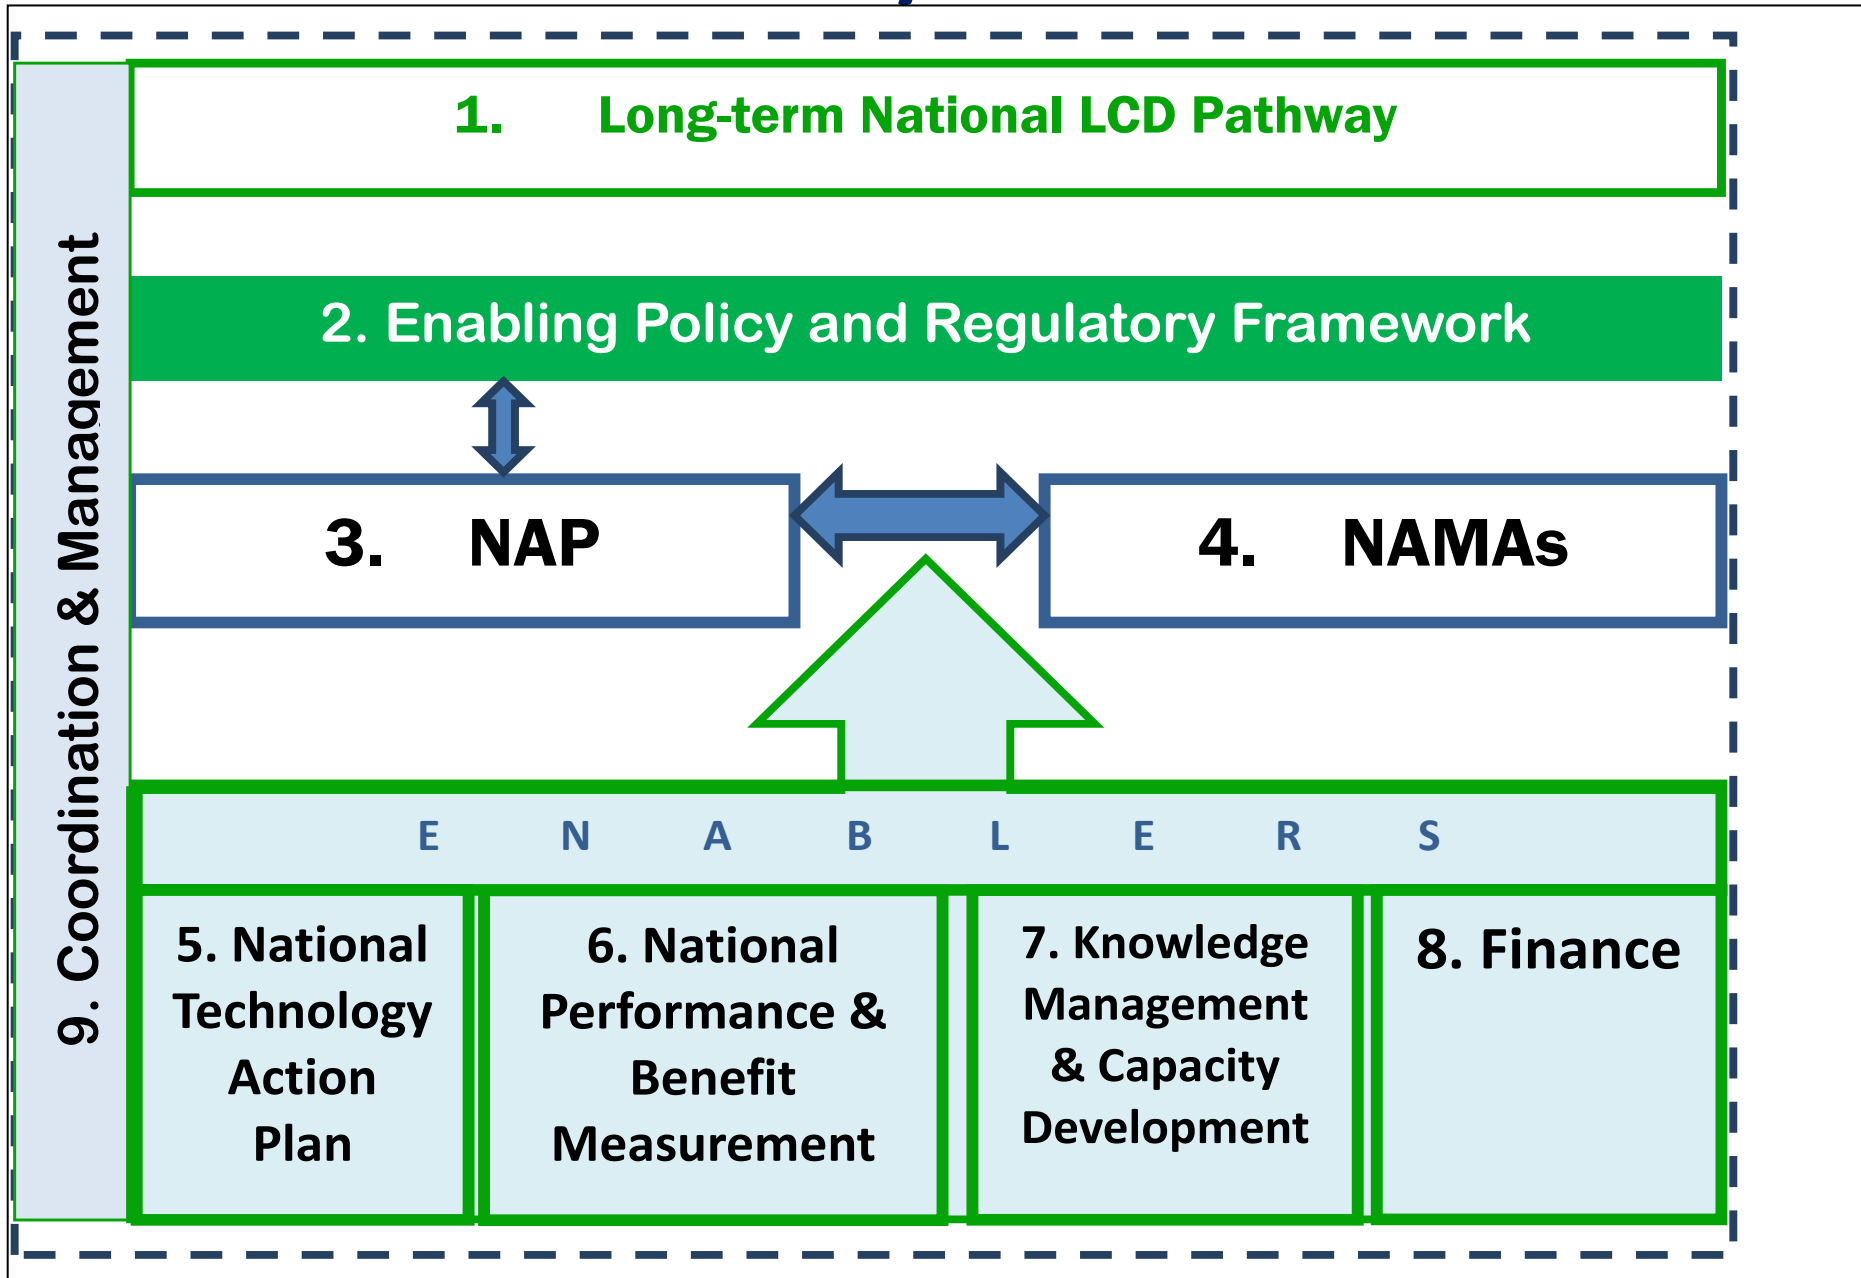 1. Long-term National LCD Pathway
2. Enabling Policy and Regulatory Framework
3. NAP
4. NAMAs
E N A B L E R S
5. National
Technology
Action
Plan
6. National
Performance &
Benefit
Measurement
7. Knowledge
Management
& Capacity
Development
8. Finance
9. Coordination & Management